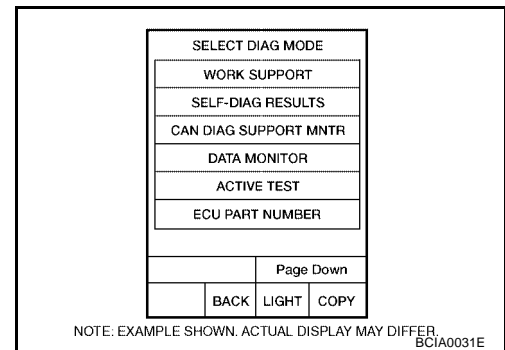 SELECT DIAG MODE
WORK SUPPORT
SELF-DIAG RESULTS
CAN DIAG SUPPORT MNTR
DATA MONITOR
ACTIVE TEST
ECU PART NUMBER
Page Down
BACK LIGHT COPY
NOTE: EXAMPLE SHOWN. ACTUAL DISPLAY MAY DIFFER.
BCIA0031E